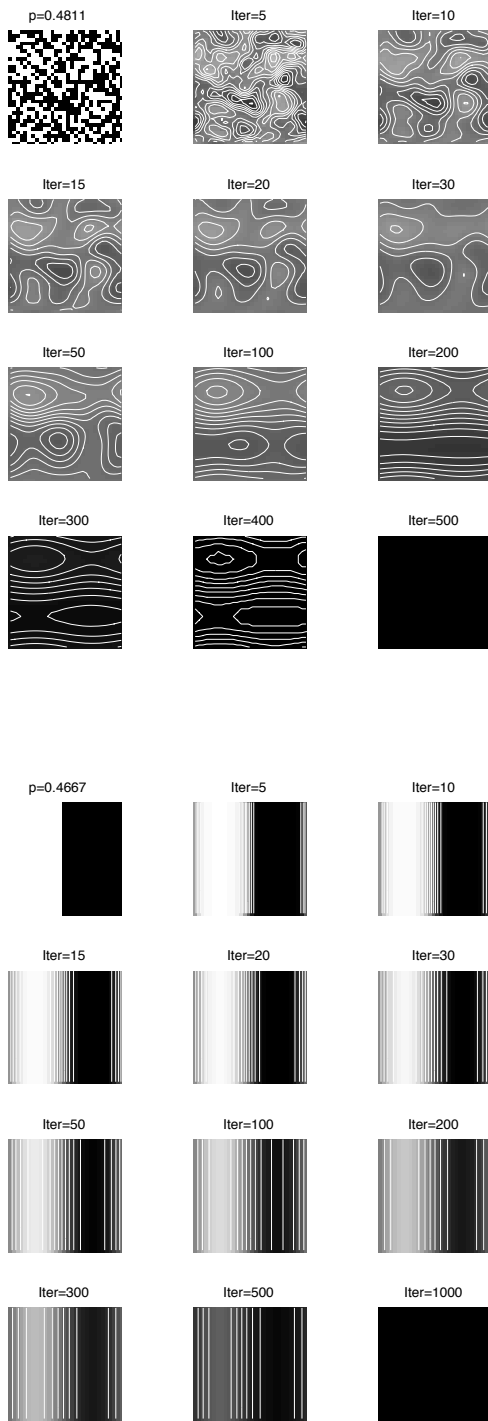 p=0.4811 Iter=5 Iter=10
Iter=15 Iter=20 Iter=30
Iter=50 Iter=100 Iter=200
Iter=300 Iter=400 Iter=500
p=0.4667 Iter=5 Iter=10
Iter=15 Iter=20 Iter=30
Iter=50 Iter=100 Iter=200
Iter=300 Iter=500 Iter=1000